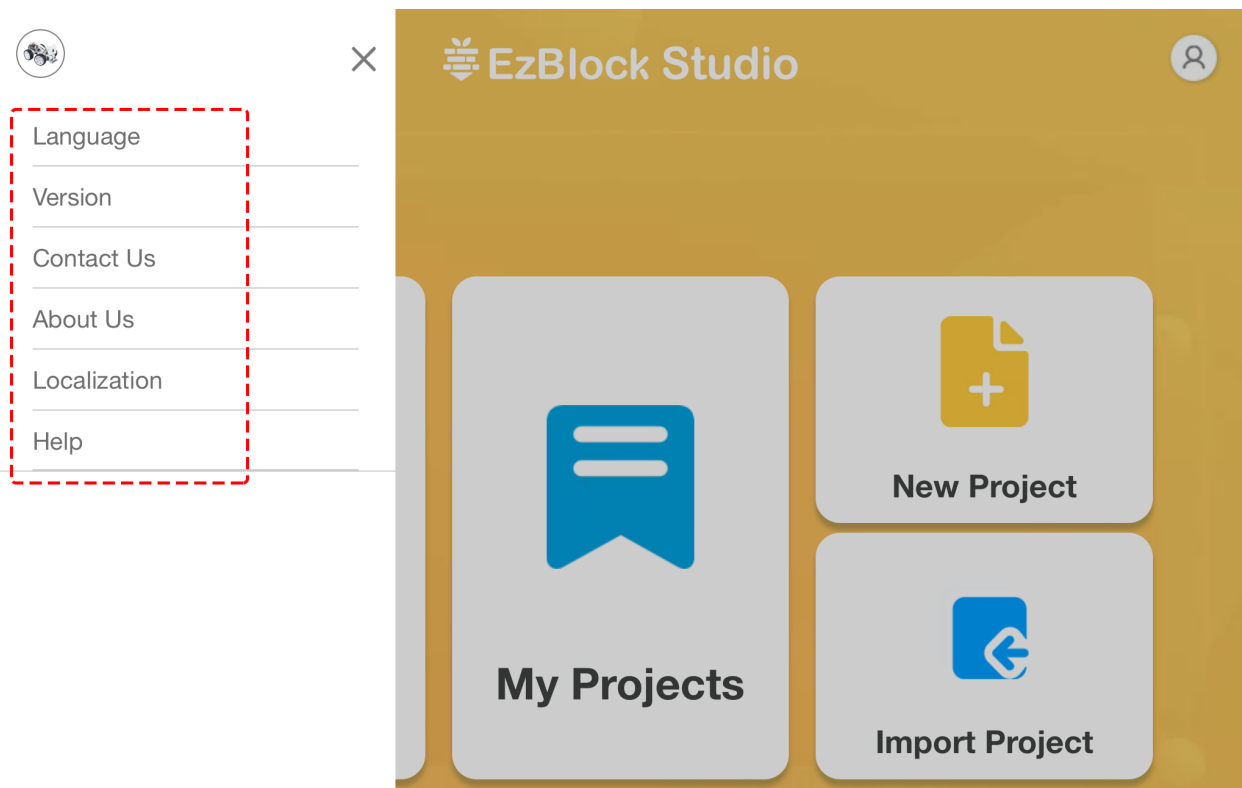 Language
Version
Contact Us
About Us
Localization
Help
EzBlock Studio
My Projects
New Project
Import Project